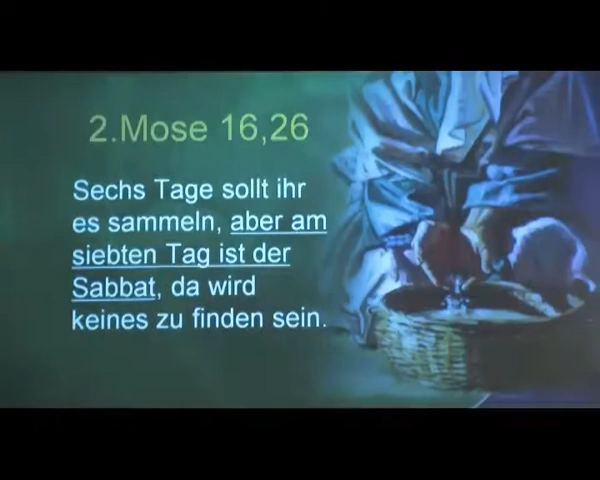 2.Mose 16,26
Sechs Tage sollt ihr
es sammeln, aber am
siebten Tag ist der
Sabbat, da wird
keines zu finden sein.